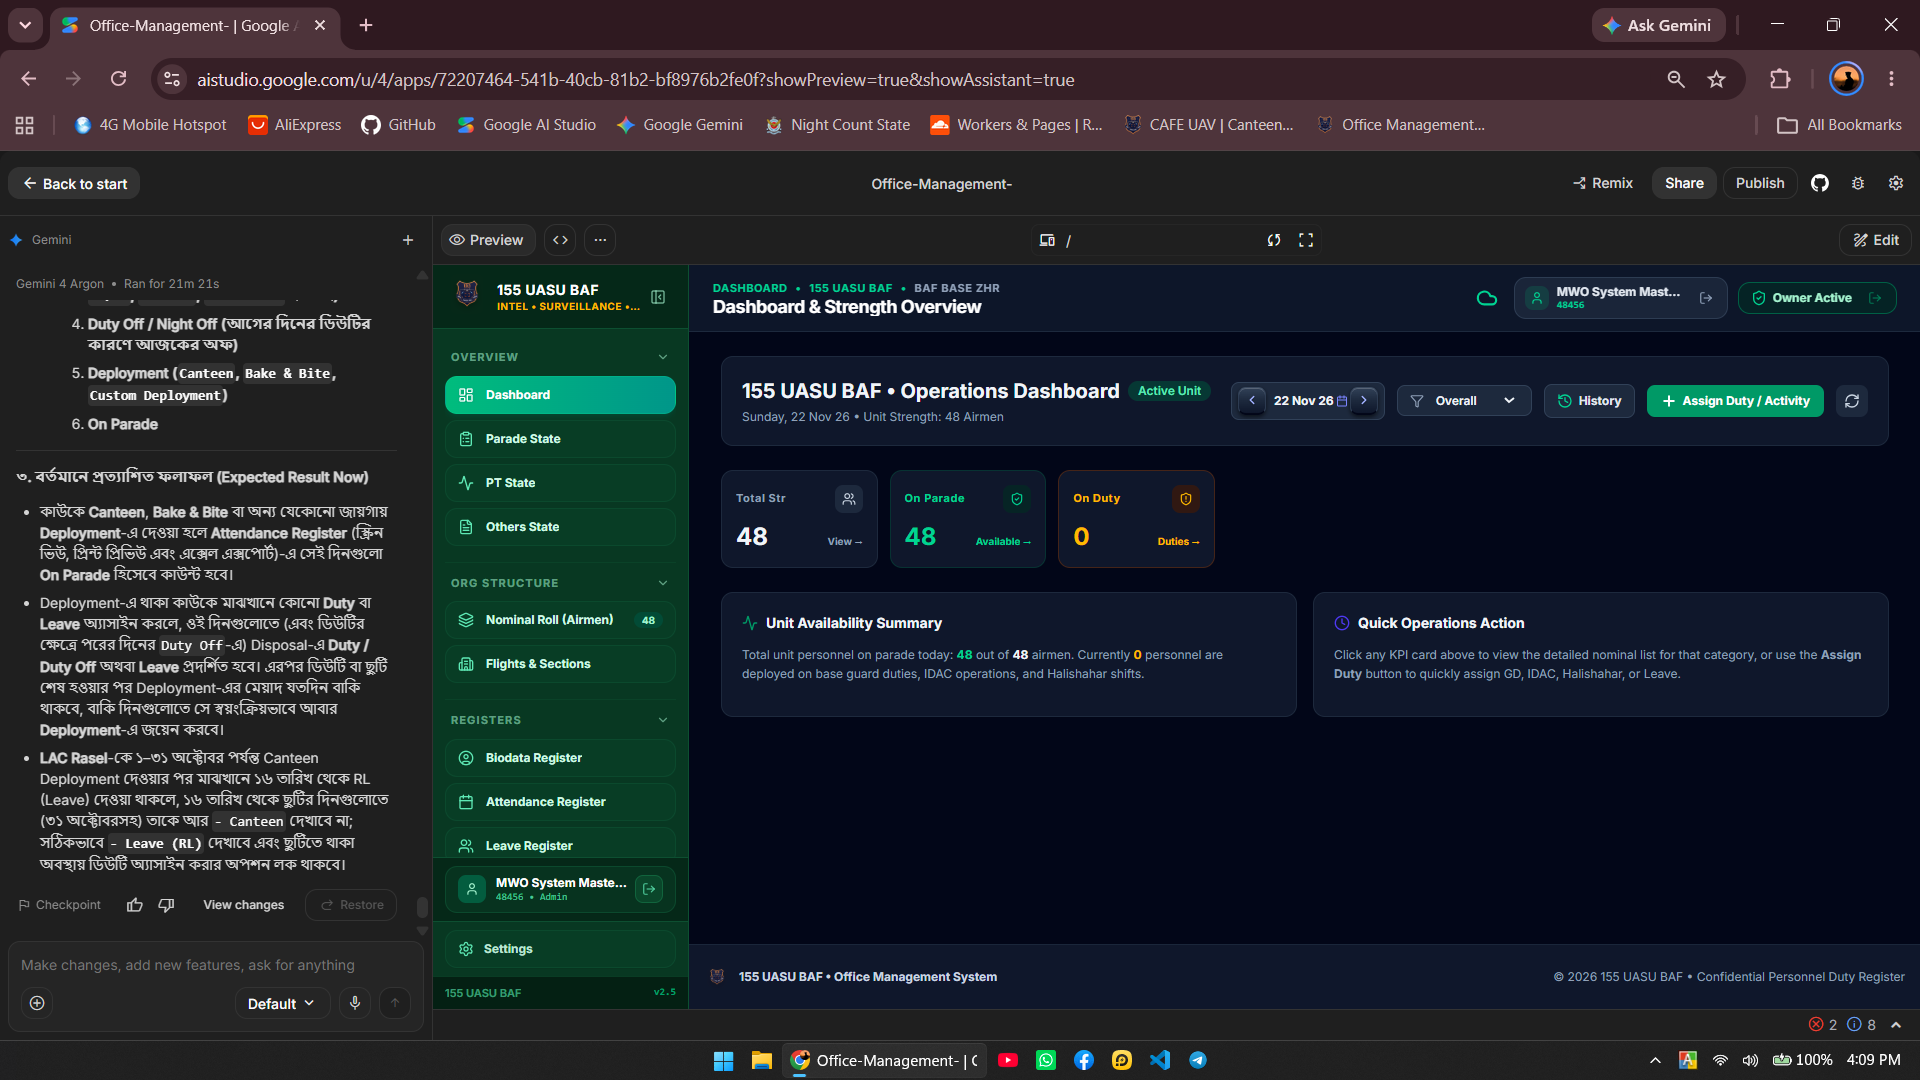 Office-Management- | Google A
Ask Gemini
aistudio.google.com/u/4/apps/72207464-541b-40cb-81b2-bf8976b2fe0f?showPreview=true&showAssistant=true
4G Mobile Hotspot
AliExpress
GitHub
Google AI Studio
Google Gemini
Night Count State
Workers & Pages | R...
CAFE UAV | Canteen...
Office Management...
All Bookmarks
Back to start
Office-Management-
Remix
Share
Publish
Gemini
Preview
/
Edit
Gemini 4 Argon • Ran for 21m 21s
4. Duty Off / Night Off (আগের দিনের ডিউটির
কারণে আজকের অফ)
5. Deployment (Canteen, Bake & Bite,
Custom Deployment)
6. On Parade
৩. বর্তমানে প্রত্যাশিত ফলাফল (Expected Result Now)
• কাউকে Canteen, Bake & Bite বা অন্য যেকোনো জায়গায়
Deployment-এ দেওয়া হলে Attendance Register (স্ক্রিন
ভিউ, প্রিন্ট প্রিভিউ এবং এক্সেল এক্সপোর্ট)-এ সেই দিনগুলো
On Parade হিসেবে কাউন্ট হবে।
• Deployment-এ থাকা কাউকে মাঝখানে কোনো Duty বা
Leave অ্যাসাইন করলে, ওই দিনগুলোতে (এবং ডিউটির
ক্ষেত্রে পরের দিনের Duty Off-এ) Disposal-এ Duty /
Duty Off অথবা Leave প্রদর্শিত হবে। এরপর ডিউটি বা ছুটি
শেষ হওয়ার পর Deployment-এর মেয়াদ যতদিন বাকি
থাকবে, বাকি দিনগুলোতে সে স্বয়ংক্রিয়ভাবে আবার
Deployment-এ জয়েন করবে।
• LAC Rasel-কে ১–৩১ অক্টোবর পর্যন্ত Canteen
Deployment দেওয়ার পর মাঝখানে ১৬ তারিখ থেকে RL
(Leave) দেওয়া থাকলে, ১৬ তারিখ থেকে ছুটির দিনগুলোতে
(৩১ অক্টোবরসহ) তাকে আর - Canteen দেখাবে না;
সঠিকভাবে - Leave (RL) দেখাবে এবং ছুটিতে থাকা
অবস্থায় ডিউটি অ্যাসাইন করার অপশন লক থাকবে।
Checkpoint
View changes
Restore
Make changes, add new features, ask for anything
Default
155 UASU BAF
INTEL • SURVEILLANCE •...
OVERVIEW
Dashboard
Parade State
PT State
Others State
ORG STRUCTURE
Nominal Roll (Airmen) 48
Flights & Sections
REGISTERS
Biodata Register
Attendance Register
Leave Register
MWO System Maste...
48456 • Admin
Settings
155 UASU BAF v2.5
DASHBOARD • 155 UASU BAF • BAF BASE ZHR
Dashboard & Strength Overview
MWO System Mast...
48456
Owner Active
155 UASU BAF • Operations Dashboard Active Unit
Sunday, 22 Nov 26 • Unit Strength: 48 Airmen
22 Nov 26
Overall
History
Assign Duty / Activity
Total Str
48
View →
On Parade
48
Available →
On Duty
0
Duties →
Unit Availability Summary
Total unit personnel on parade today: 48 out of 48 airmen. Currently 0 personnel are
deployed on base guard duties, IDAC operations, and Halishahar shifts.
Quick Operations Action
Click any KPI card above to view the detailed nominal list for that category, or use the Assign
Duty button to quickly assign GD, IDAC, Halishahar, or Leave.
155 UASU BAF • Office Management System
© 2026 155 UASU BAF • Confidential Personnel Duty Register
2 8
Office-Management- | G
100%
4:09 PM